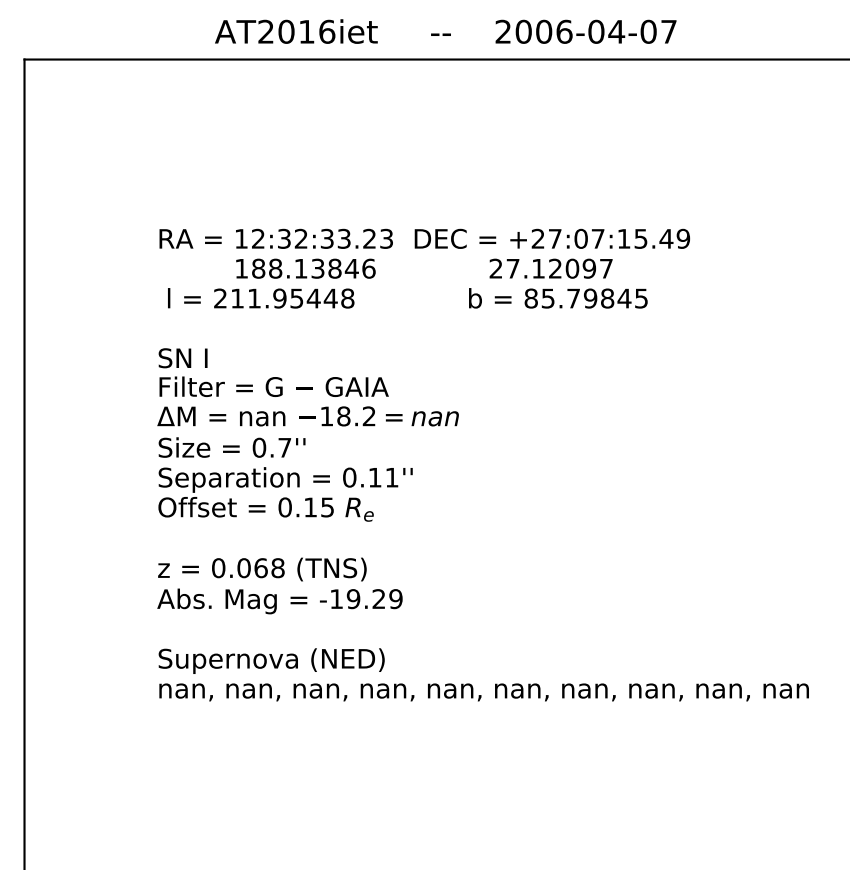 AT2016iet -- 2006-04-07
RA = 12:32:33.23 DEC = +27:07:15.49
188.13846 27.12097
l = 211.95448 b = 85.79845
SN I
Filter = G − GAIA
ΔM = nan −18.2 = nan
Size = 0.7''
Separation = 0.11''
Offset = 0.15 Rₑ
z = 0.068 (TNS)
Abs. Mag = -19.29
Supernova (NED)
nan, nan, nan, nan, nan, nan, nan, nan, nan, nan